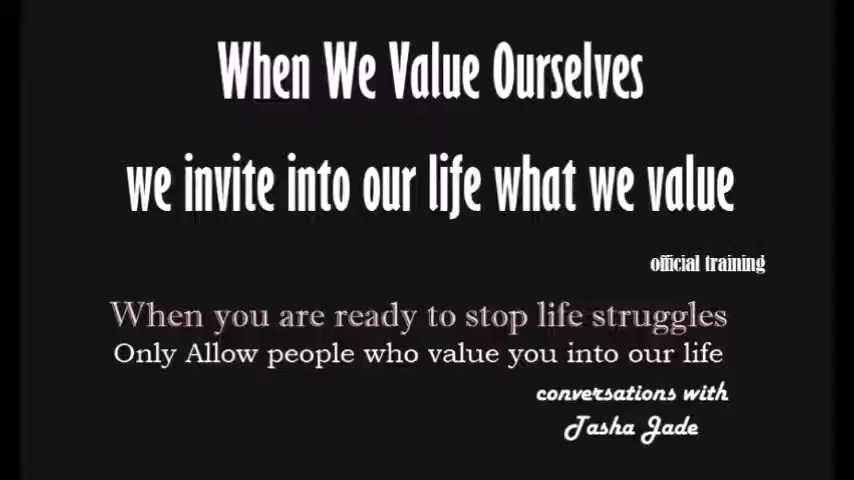 When We Value Ourselves
we invite into our life what we value
official training
When you are ready to stop life struggles
Only Allow people who value you into our life
conversations with
Tasha Jade